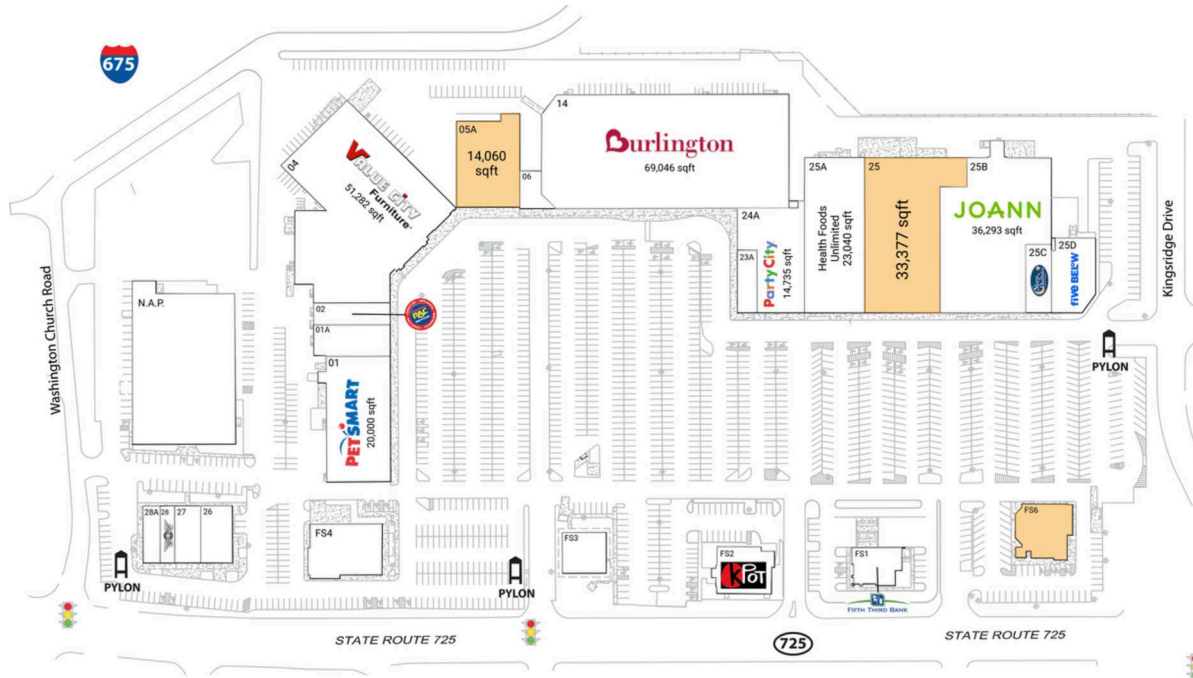 675
14
Burlington
69,046 sqft
05A
14,060
sqft
06
04
VALUE CITY
Furniture
51,282 sqft
25A
Health Foods
Unlimited
23,040 sqft
25
33,377 sqft
25B
JOANN
36,293 sqft
24A
23A
PartyCity
14,735 sqft
25C
25D
five BEL°W
Kingsridge Drive
Washington Church Road
N.A.P.
02
RAC
01A
01
PETSMART
20,000 sqft
PYLON
28A
28
27
26
FS4
FS3
FS2
KPOT
FS1
FIFTH THIRD BANK
FS6
PYLON
PYLON
STATE ROUTE 725
725
STATE ROUTE 725